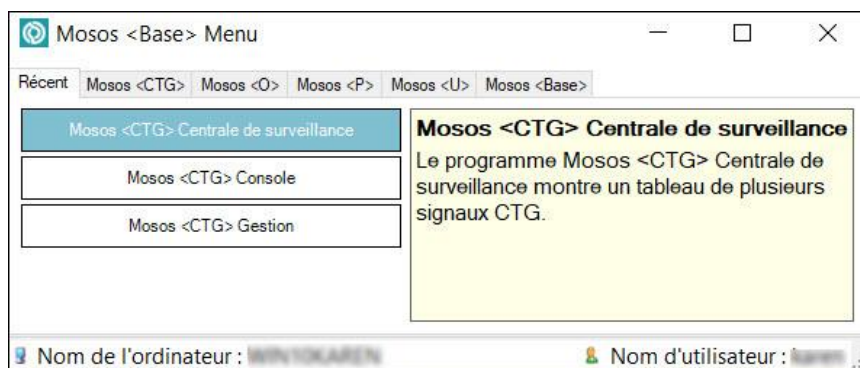 Mosos <Base> Menu
Récent Mosos <CTG> Mosos <O> Mosos <P> Mosos <U> Mosos <Base>
Mosos <CTG> Centrale de surveillance
Mosos <CTG> Console
Mosos <CTG> Gestion
Mosos <CTG> Centrale de surveillance
Le programme Mosos <CTG> Centrale de
surveillance montre un tableau de plusieurs
signaux CTG.
Nom de l'ordinateur :
Nom d'utilisateur :